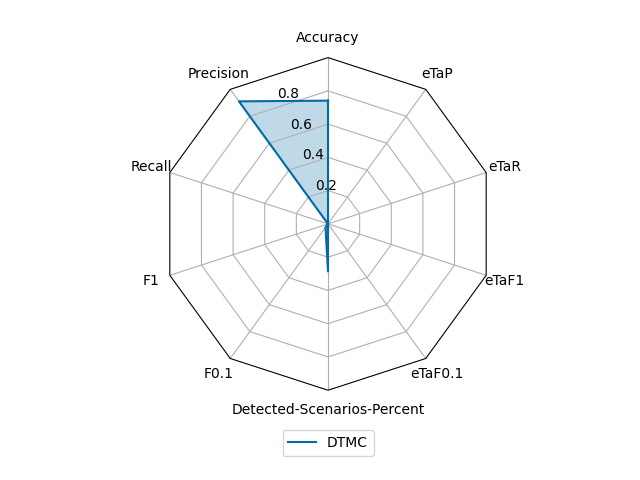 Accuracy
Precision
eTaP
0.8
0.6
0.4
0.2
Recall
eTaR
F1
eTaF1
F0.1
eTaF0.1
Detected-Scenarios-Percent
DTMC